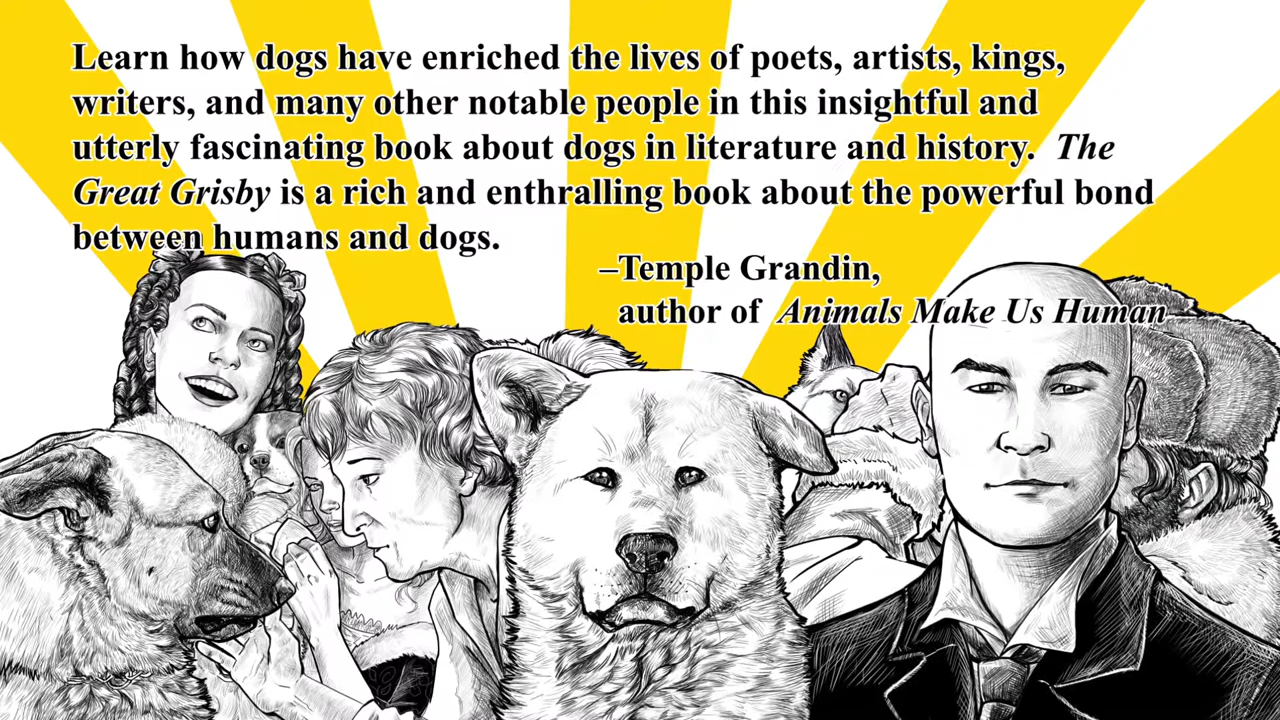 Learn how dogs have enriched the lives of poets, artists, kings,
writers, and many other notable people in this insightful and
utterly fascinating book about dogs in literature and history. The
Great Grisby is a rich and enthralling book about the powerful bond
between humans and dogs.
–Temple Grandin,
author of Animals Make Us Human